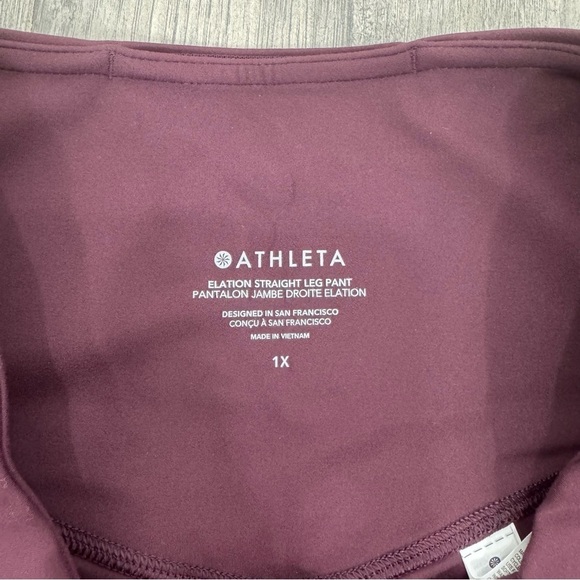 ATHLETA
ELATION STRAIGHT LEG PANT
PANTALON JAMBE DROITE ELATION
DESIGNED IN SAN FRANCISCO
CONÇU À SAN FRANCISCO
MADE IN VIETNAM
1X